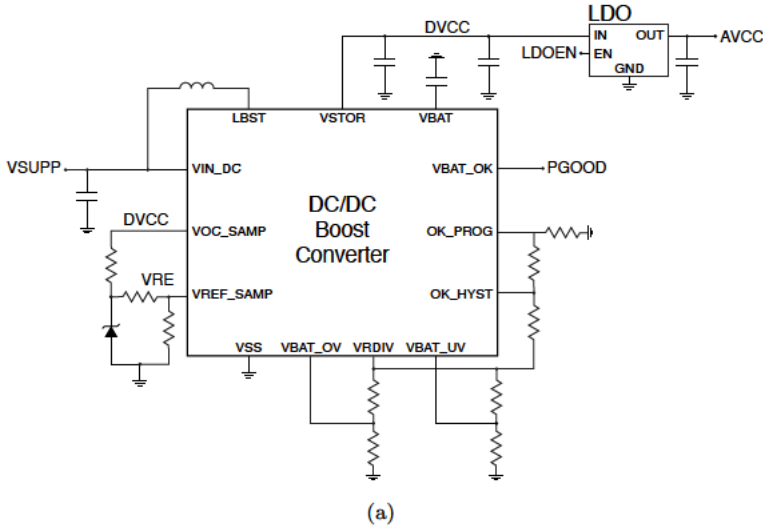 LDO
DVCC
IN OUT
AVCC
LDOEN
EN
GND
LBST VSTOR VBAT
VSUPP
VIN_DC
VBAT_OK
PGOOD
DVCC
VOC_SAMP
DC/DC
Boost
Converter
OK_PROG
VRE
VREF_SAMP
OK_HYST
VSS VBAT_OV VRDIV VBAT_UV
(a)